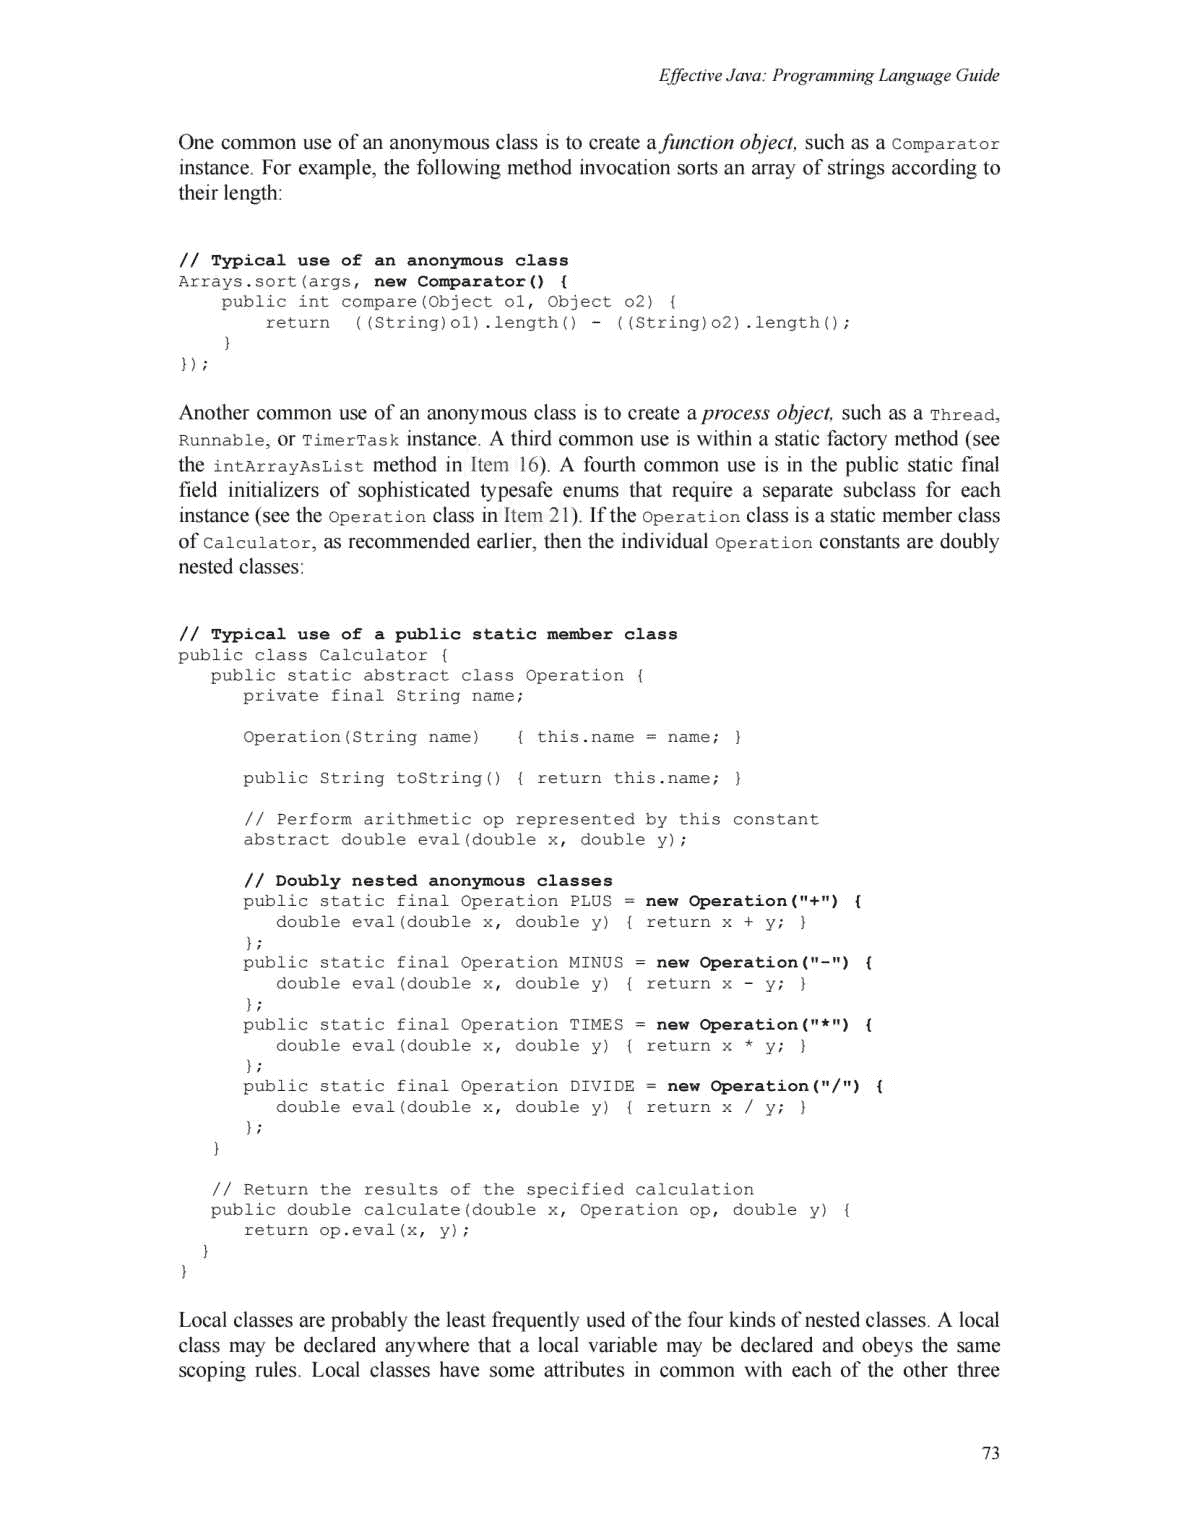 Effective Java: Programming Language Guide
One common use of an anonymous class is to create a function object, such as a Comparator
instance. For example, the following method invocation sorts an array of strings according to
their length:
// Typical use of an anonymous class
Arrays.sort(args, new Comparator() {
    public int compare(Object o1, Object o2) {
        return  ((String)o1).length() - ((String)o2).length();
    }
});
Another common use of an anonymous class is to create a process object, such as a Thread,
Runnable, or TimerTask instance. A third common use is within a static factory method (see
the intArrayAsList method in Item 16). A fourth common use is in the public static final
field initializers of sophisticated typesafe enums that require a separate subclass for each
instance (see the Operation class in Item 21). If the Operation class is a static member class
of Calculator, as recommended earlier, then the individual Operation constants are doubly
nested classes:
// Typical use of a public static member class
public class Calculator {
   public static abstract class Operation {
      private final String name;
      Operation(String name)   { this.name = name; }
      public String toString() { return this.name; }
      // Perform arithmetic op represented by this constant
      abstract double eval(double x, double y);
      // Doubly nested anonymous classes
      public static final Operation PLUS = new Operation("+") {
         double eval(double x, double y) { return x + y; }
      };
      public static final Operation MINUS = new Operation("-") {
         double eval(double x, double y) { return x - y; }
      };
      public static final Operation TIMES = new Operation("*") {
         double eval(double x, double y) { return x * y; }
      };
      public static final Operation DIVIDE = new Operation("/") {
         double eval(double x, double y) { return x / y; }
      };
   }
   // Return the results of the specified calculation
   public double calculate(double x, Operation op, double y) {
      return op.eval(x, y);
  }
}
Local classes are probably the least frequently used of the four kinds of nested classes. A local
class may be declared anywhere that a local variable may be declared and obeys the same
scoping rules. Local classes have some attributes in common with each of the other three
73